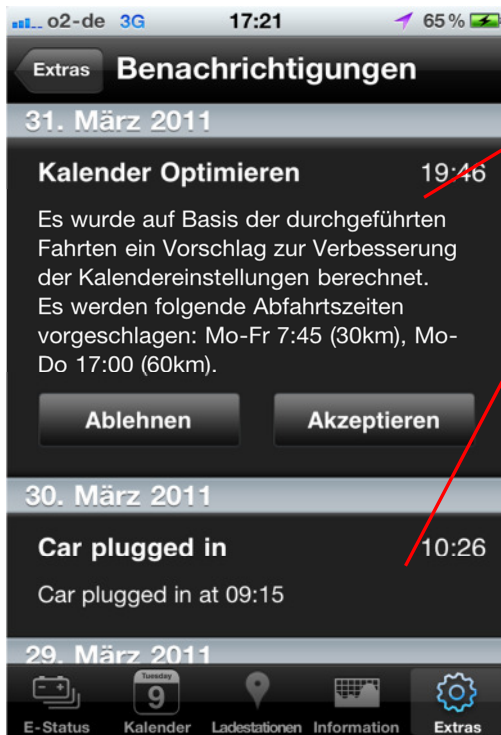 o2-de 3G 17:21 65%
Extras Benachrichtigungen
31. März 2011
Kalender Optimieren 19:46
Es wurde auf Basis der durchgeführten
Fahrten ein Vorschlag zur Verbesserung
der Kalendereinstellungen berechnet.
Es werden folgende Abfahrtszeiten
vorgeschlagen: Mo-Fr 7:45 (30km), Mo-
Do 17:00 (60km).
Ablehnen Akzeptieren
30. März 2011
Car plugged in 10:26
Car plugged in at 09:15
29. März 2011
Tuesday
9
E-Status Kalender Ladestationen Information Extras